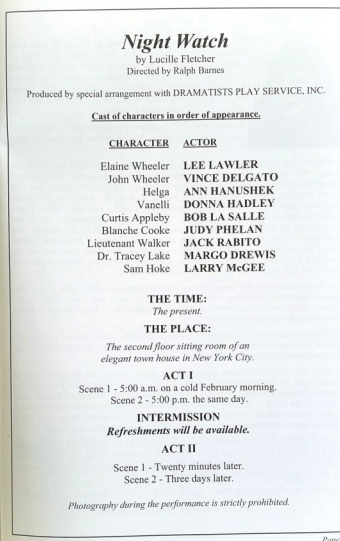 Night Watch
by Lucille Fletcher
Directed by Ralph Barnes
Produced by special arrangement with DRAMATISTS PLAY SERVICE, INC.
Cast of characters in order of appearance.
CHARACTER ACTOR
Elaine Wheeler LEE LAWLER
John Wheeler VINCE DELGATO
Helga ANN HANUSHEK
Vanelli DONNA HADLEY
Curtis Appleby BOB LA SALLE
Blanche Cooke JUDY PHELAN
Lieutenant Walker JACK RABITO
Dr. Tracey Lake MARGO DREWIS
Sam Hoke LARRY McGEE
THE TIME:
The present.
THE PLACE:
The second floor sitting room of an
elegant town house in New York City.
ACT I
Scene 1 - 5:00 a.m. on a cold February morning.
Scene 2 - 5:00 p.m. the same day.
INTERMISSION
Refreshments will be available.
ACT II
Scene 1 - Twenty minutes later.
Scene 2 - Three days later.
Photography during the performance is strictly prohibited.
Page